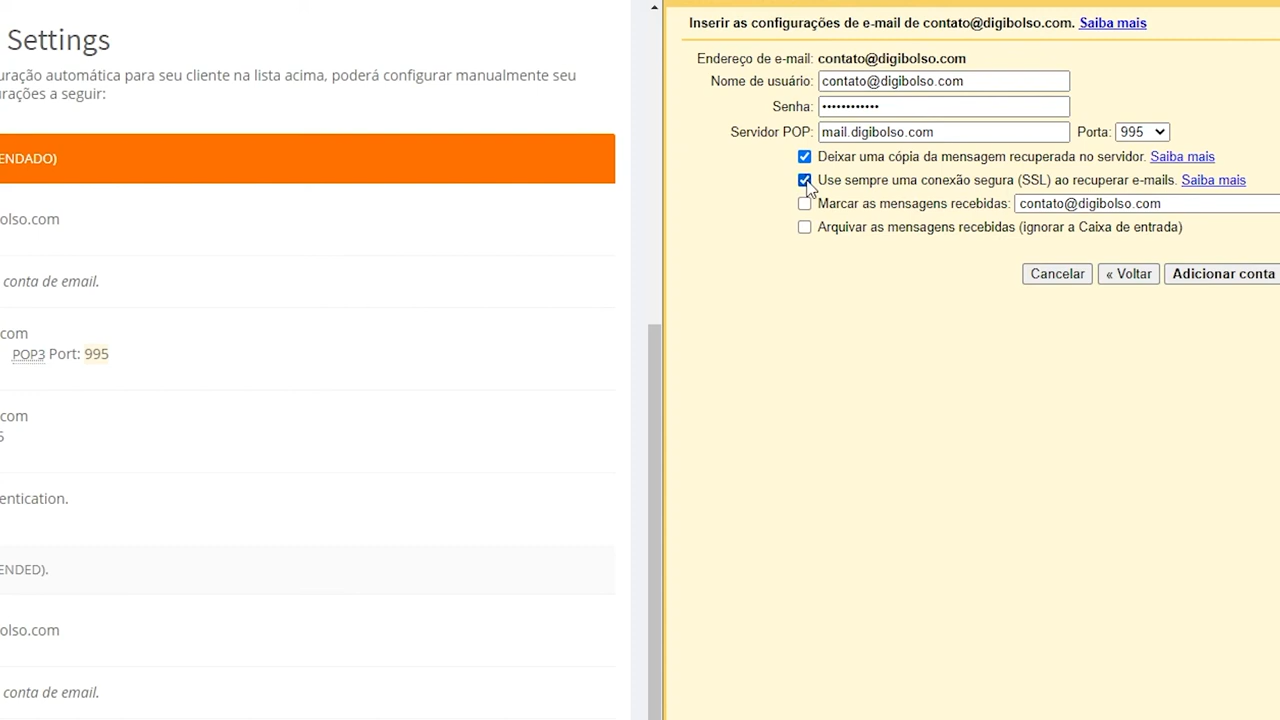 Settings
uração automática para seu cliente na lista acima, poderá configurar manualmente seu
urações a seguir:
ENDADO)
olso.com
conta de email.
com
POP3 Port: 995
com
5
entication.
ENDED).
olso.com
conta de email.
Inserir as configurações de e-mail de contato@digibolso.com. Saiba mais
Endereço de e-mail: contato@digibolso.com
Nome de usuário: contato@digibolso.com
Senha: ••••••••••••
Servidor POP: mail.digibolso.com Porta: 995
Deixar uma cópia da mensagem recuperada no servidor. Saiba mais
Use sempre uma conexão segura (SSL) ao recuperar e-mails. Saiba mais
Marcar as mensagens recebidas: contato@digibolso.com
Arquivar as mensagens recebidas (ignorar a Caixa de entrada)
Cancelar « Voltar Adicionar conta